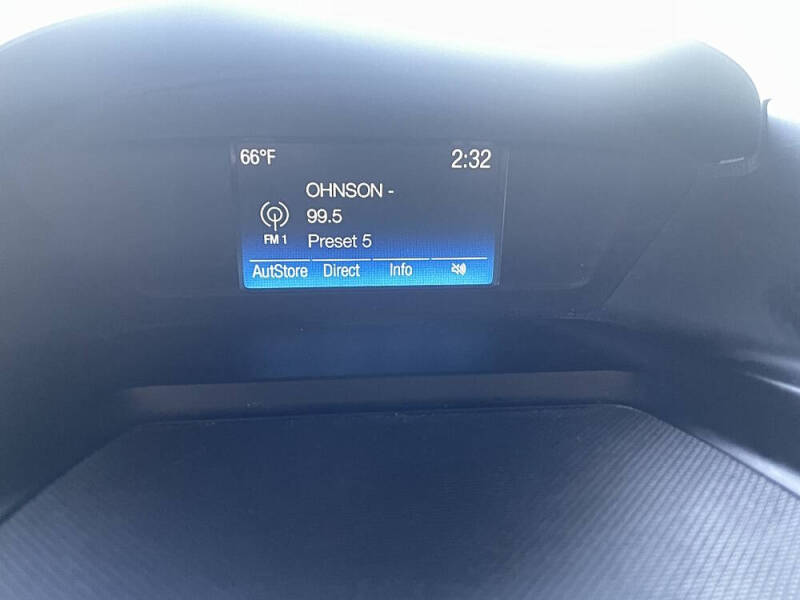 66°F 2:32
OHNSON -
99.5
FM 1 Preset 5
AutStore Direct Info